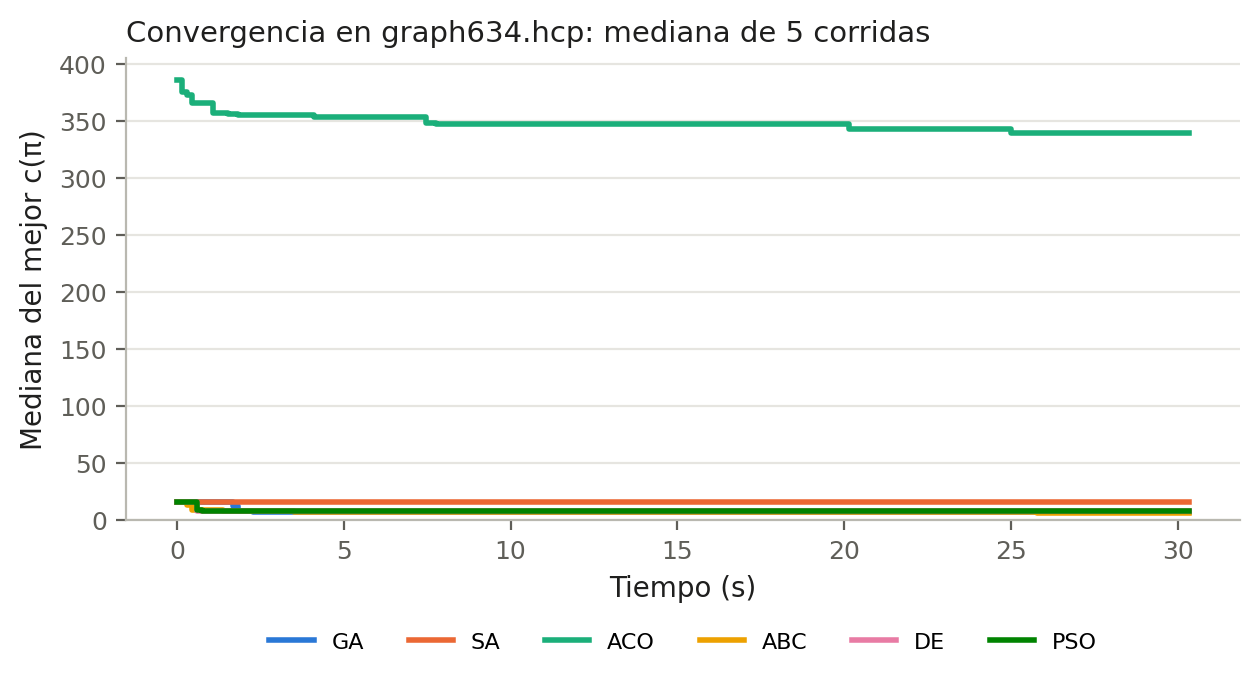 Convergencia en graph634.hcp: mediana de 5 corridas
Mediana del mejor c(π)
400
350
300
250
200
150
100
50
0
0 5 10 15 20 25 30
Tiempo (s)
GA SA ACO ABC DE PSO